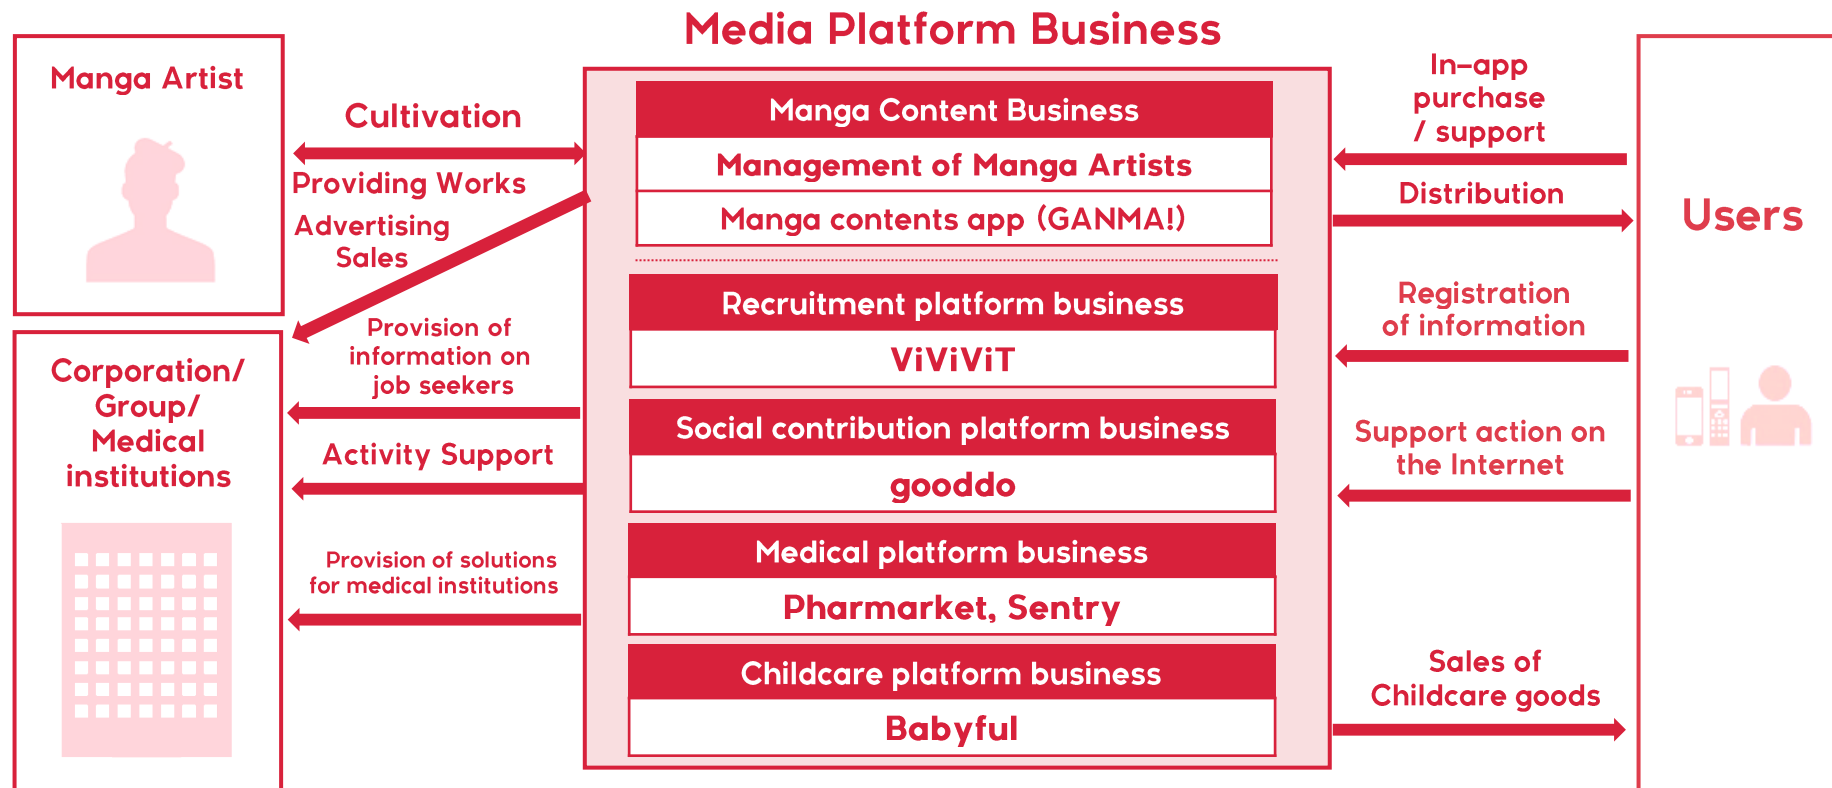 Media Platform Business
Manga Artist
Cultivation
Providing Works
Advertising
Sales
Corporation/
Group/
Medical
institutions
Provision of
information on
job seekers
Activity Support
Provision of solutions
for medical institutions
Manga Content Business
Management of Manga Artists
Manga contents app (GANMA!)
Recruitment platform business
ViViViT
Social contribution platform business
gooddo
Medical platform business
Pharmarket, Sentry
Childcare platform business
Babyful
In-app
purchase
/ support
Distribution
Registration
of information
Support action on
the Internet
Sales of
Childcare goods
Users